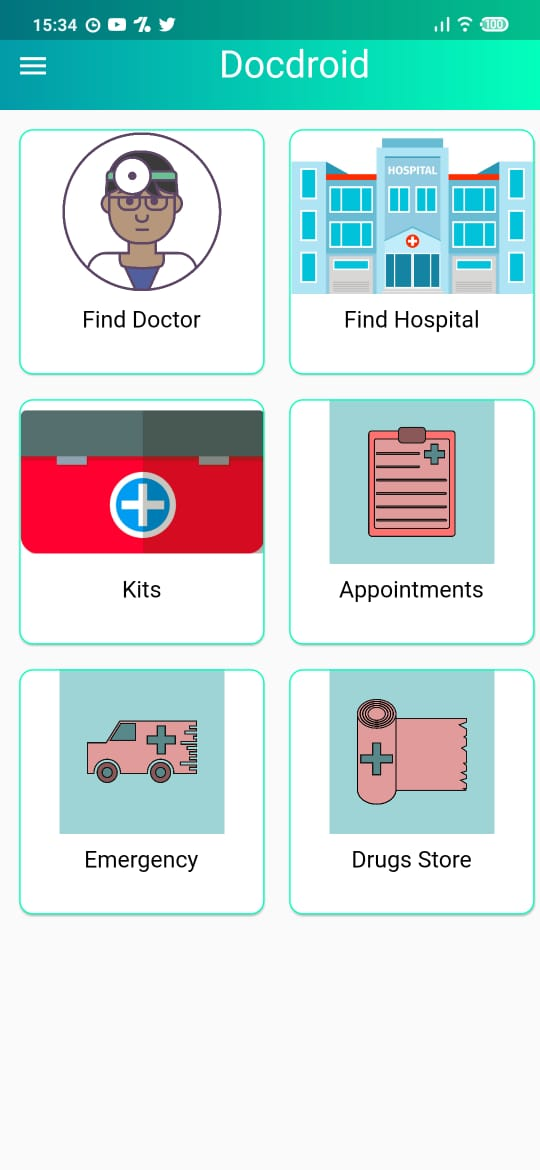 15:34
100
Docdroid
HOSPITAL
Find Doctor
Find Hospital
Kits
Appointments
Emergency
Drugs Store